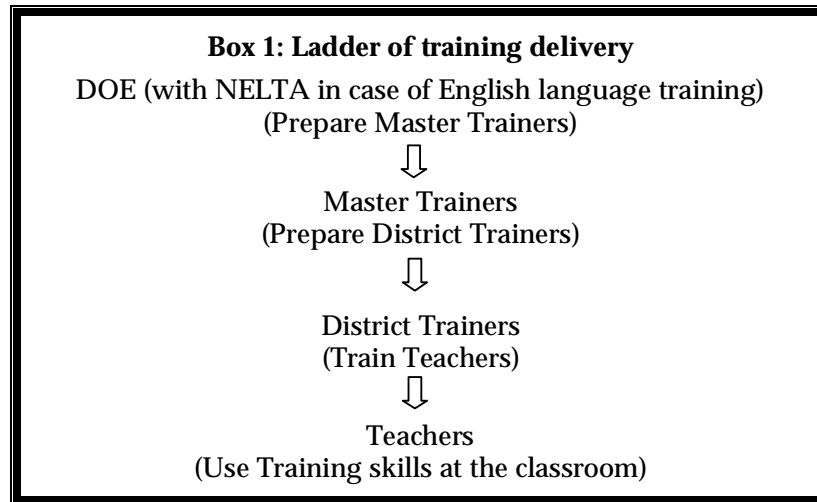 Box 1: Ladder of training delivery
DOE (with NELTA in case of English language training)
(Prepare Master Trainers)
Master Trainers
(Prepare District Trainers)
District Trainers
(Train Teachers)
Teachers
(Use Training skills at the classroom)